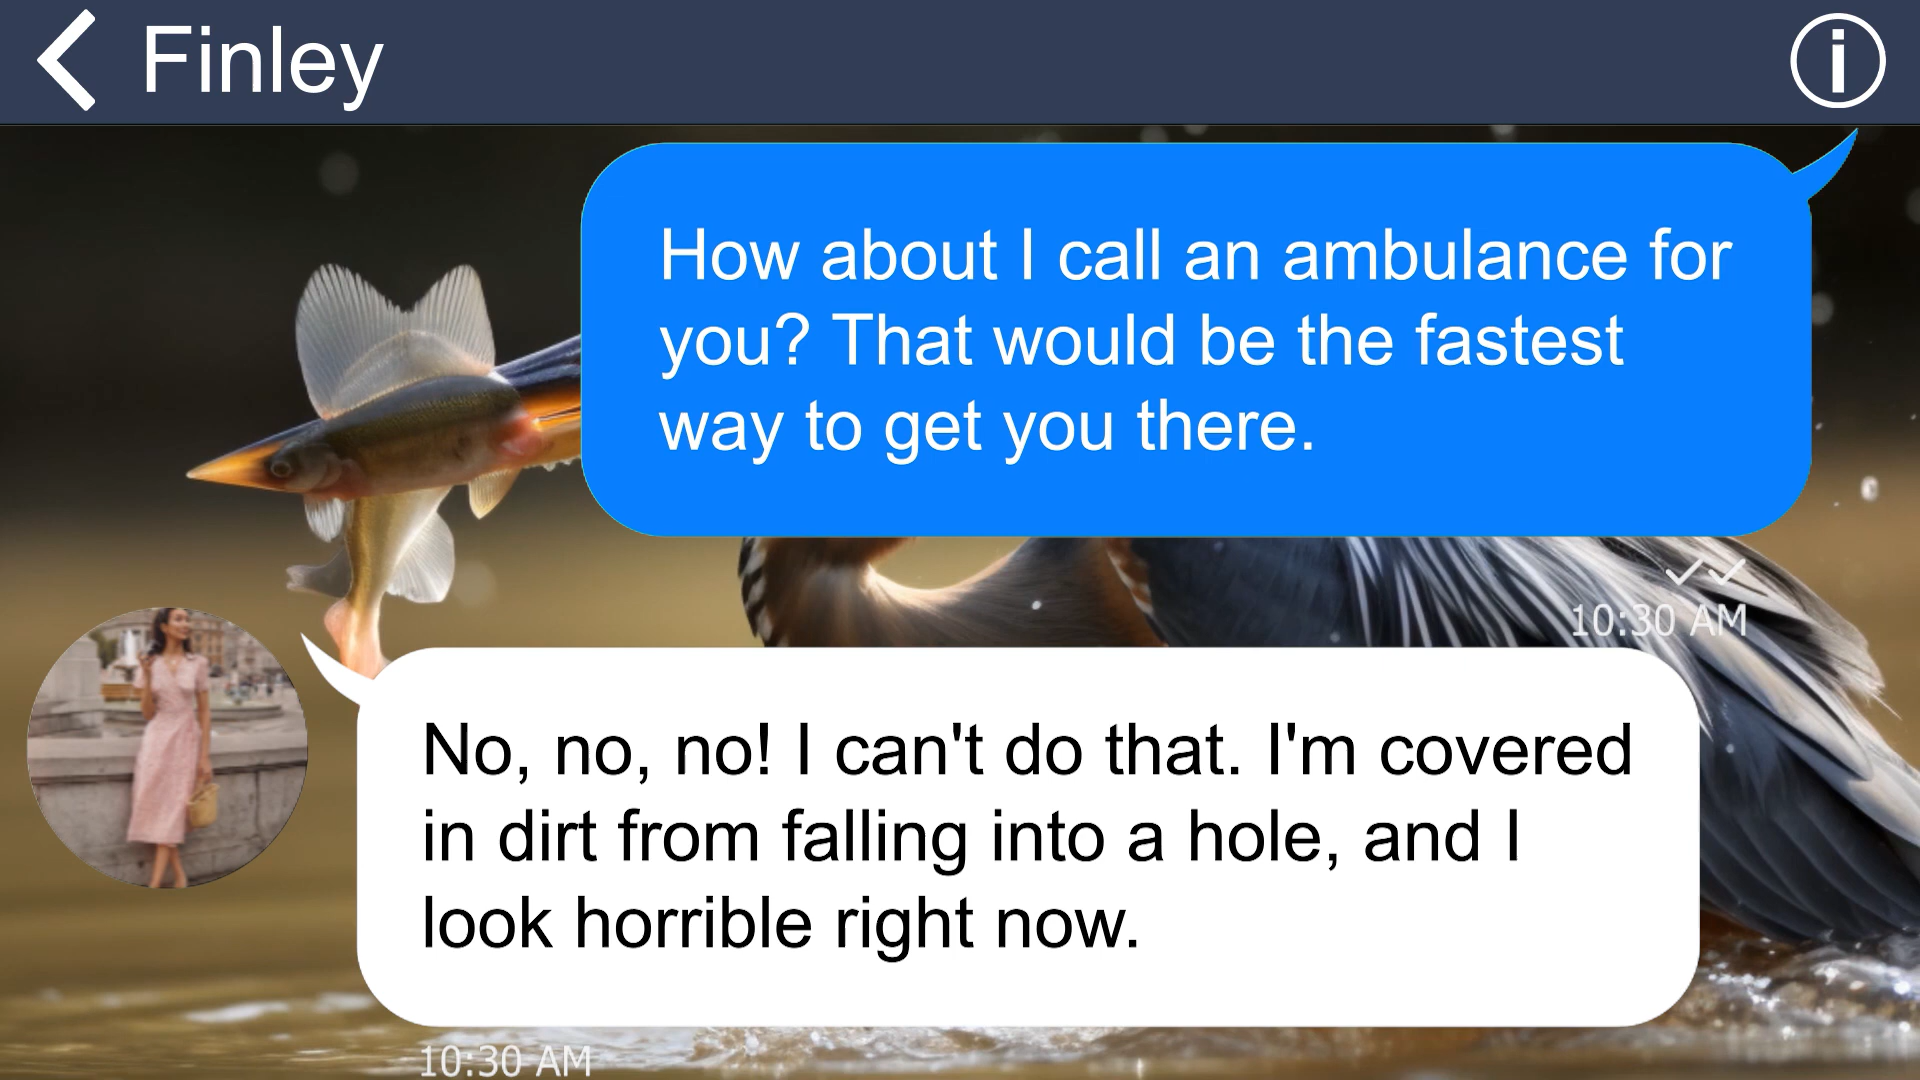 Finley
How about I call an ambulance for
you? That would be the fastest
way to get you there.
10:30 AM
No, no, no! I can't do that. I'm covered
in dirt from falling into a hole, and I
look horrible right now.
10:30 AM